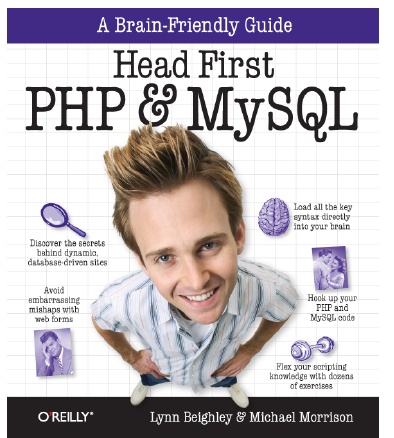 A Brain-Friendly Guide
Head First
PHP & MySQL
Load all the key
syntax directly
into your brain
Discover the secrets
behind dynamic,
database-driven sites
Avoid
embarrassing
mishaps with
web forms
Hook up your
PHP and
MySQL code
Flex your scripting
knowledge with dozens
of exercises
O'REILLY®
Lynn Beighley & Michael Morrison